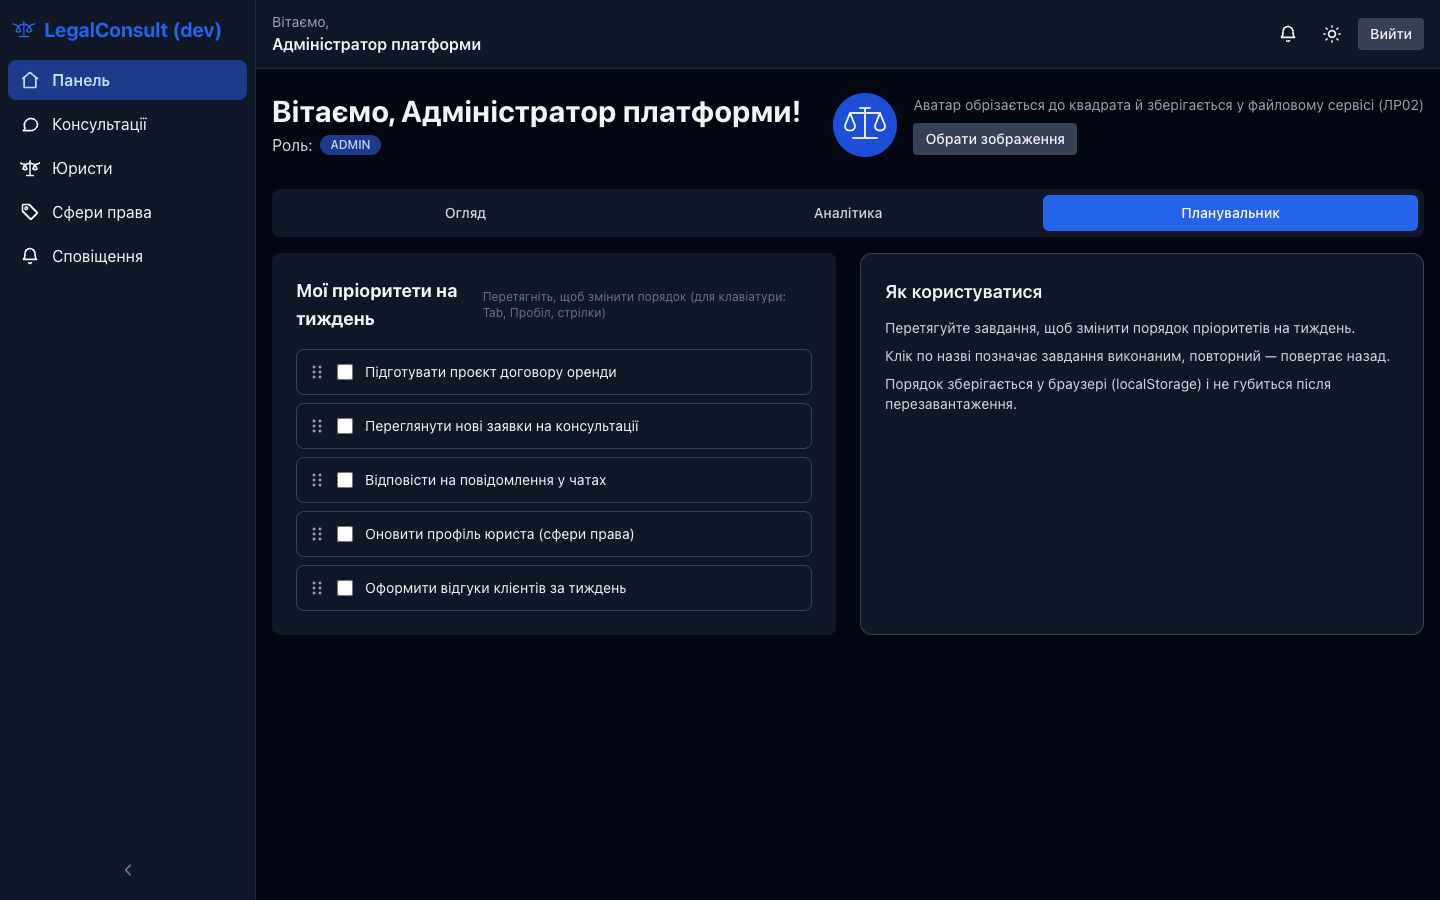 LegalConsult (dev)
Панель
Консультації
Юристи
Сфери права
Сповіщення
Вітаємо,
Адміністратор платформи
Вийти
Вітаємо, Адміністратор платформи!
Роль: ADMIN
Аватар обрізається до квадрата й зберігається у файловому сервісі (ЛР02)
Обрати зображення
Огляд
Аналітика
Планувальник
Мої пріоритети на
тиждень
Перетягніть, щоб змінити порядок (для клавіатури:
Tab, Пробіл, стрілки)
Підготувати проєкт договору оренди
Переглянути нові заявки на консультації
Відповісти на повідомлення у чатах
Оновити профіль юриста (сфери права)
Оформити відгуки клієнтів за тиждень
Як користуватися
Перетягуйте завдання, щоб змінити порядок пріоритетів на тиждень.
Клік по назві позначає завдання виконаним, повторний — повертає назад.
Порядок зберігається у браузері (localStorage) і не губиться після
перезавантаження.